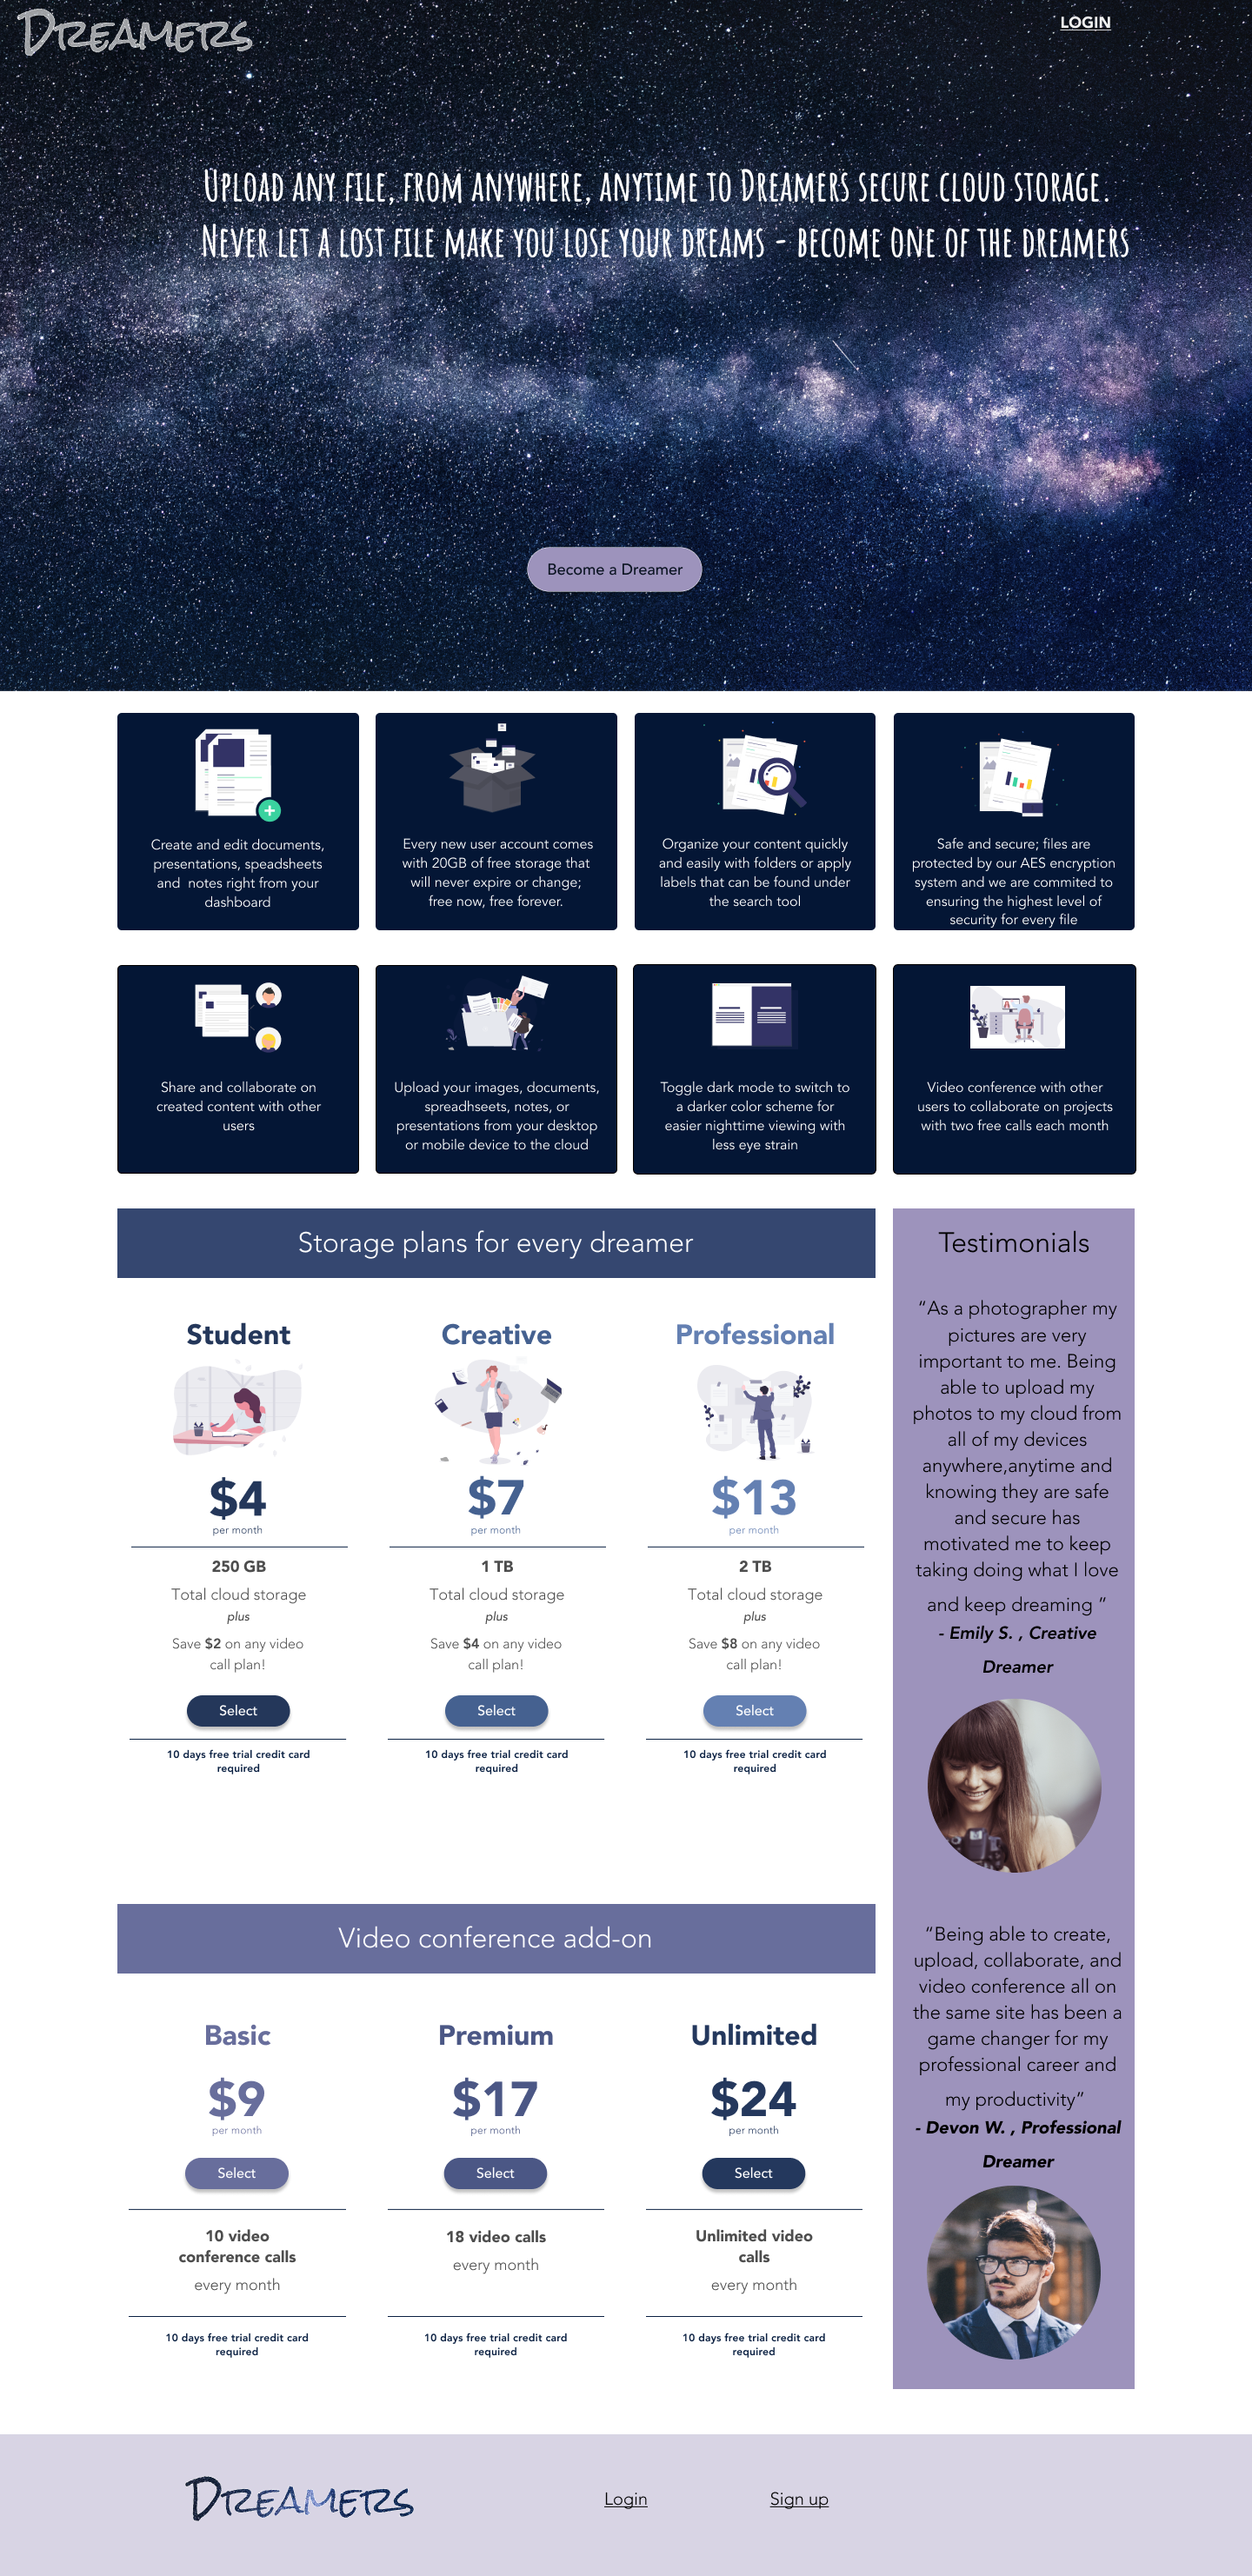 Dreamers
LOGIN
Upload any file, from anywhere, anytime to Dreamers secure cloud storage.
Never let a lost file make you lose your dreams - become one of the dreamers
Become a Dreamer
Create and edit documents,
presentations, speadsheets
and notes right from your
dashboard
Every new user account comes
with 20GB of free storage that
will never expire or change;
free now, free forever.
Organize your content quickly
and easily with folders or apply
labels that can be found under
the search tool
Safe and secure; files are
protected by our AES encryption
system and we are commited to
ensuring the highest level of
security for every file
Share and collaborate on
created content with other
users
Upload your images, documents,
spreadhseets, notes, or
presentations from your desktop
or mobile device to the cloud
Toggle dark mode to switch to
a darker color scheme for
easier nighttime viewing with
less eye strain
Video conference with other
users to collaborate on projects
with two free calls each month
Storage plans for every dreamer
Student
$4
per month
250 GB
Total cloud storage
plus
Save $2 on any video
call plan!
Select
10 days free trial credit card
required
Creative
$7
per month
1 TB
Total cloud storage
plus
Save $4 on any video
call plan!
Select
10 days free trial credit card
required
Professional
$13
per month
2 TB
Total cloud storage
plus
Save $8 on any video
call plan!
Select
10 days free trial credit card
required
Video conference add-on
Basic
$9
per month
Select
10 video
conference calls
every month
10 days free trial credit card
required
Premium
$17
per month
Select
18 video calls
every month
10 days free trial credit card
required
Unlimited
$24
per month
Select
Unlimited video
calls
every month
10 days free trial credit card
required
Testimonials
“As a photographer my
pictures are very
important to me. Being
able to upload my
photos to my cloud from
all of my devices
anywhere,anytime and
knowing they are safe
and secure has
motivated me to keep
taking doing what I love
and keep dreaming “
- Emily S. , Creative
Dreamer
“Being able to create,
upload, collaborate, and
video conference all on
the same site has been a
game changer for my
professional career and
my productivity”
- Devon W. , Professional
Dreamer
Dreamers
Login
Sign up